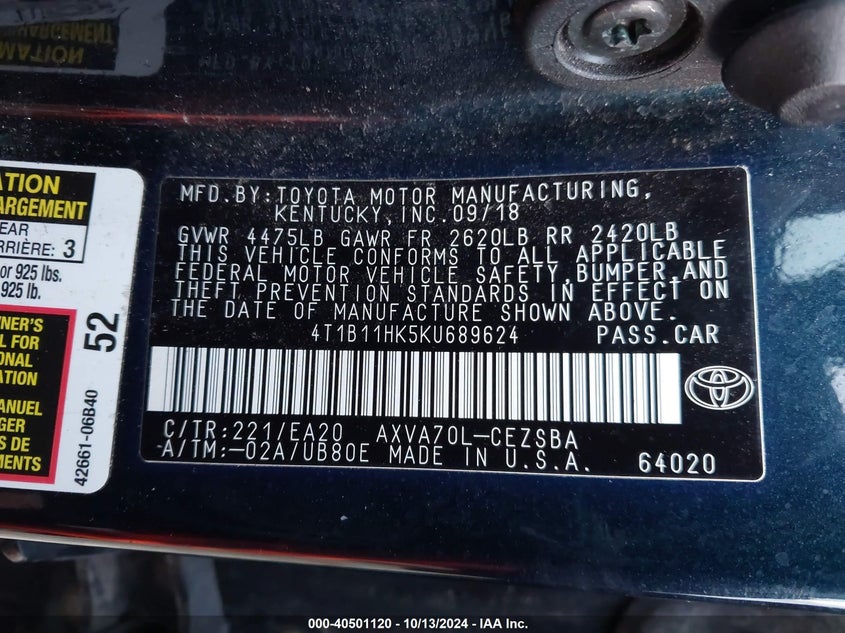 MATION
ATION
ARGEMENT
EAR
ARRIÈRE: 3
or 925 lbs.
925 lb.
WNER'S
L FOR
ONAL
ATION
MANUEL
S DE
MENTS
52
42661-06B40
MFD.BY:TOYOTA MOTOR MANUFACTURING,
KENTUCKY,INC.09/18
GVWR 4475LB GAWR FR 2620LB RR 2420LB
THIS VEHICLE CONFORMS TO ALL APPLICABLE
FEDERAL MOTOR VEHICLE SAFETY,BUMPER,AND
THEFT PREVENTION STANDARDS IN EFFECT ON
THE DATE OF MANUFACTURE SHOWN ABOVE.
4T1B11HK5KU689624 PASS.CAR
C/TR:221/EA20 AXVA70L-CEZSBA
A/TM:-02A/UB80E MADE IN U.S.A. 64020
000-40501120 - 10/13/2024 - IAA Inc.